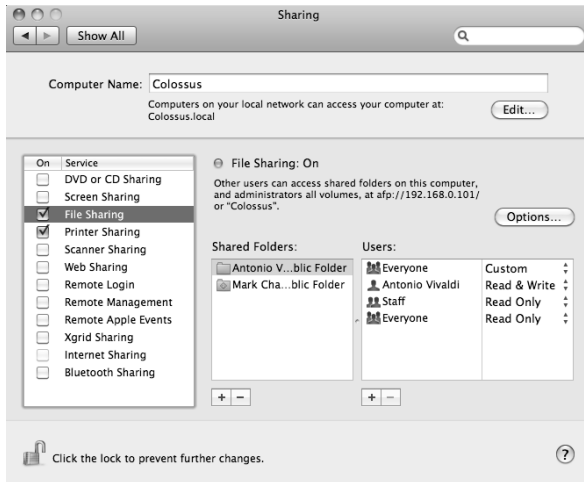 Sharing
Show All
Computer Name: Colossus
Computers on your local network can access your computer at:
Colossus.local
Edit...
On Service
DVD or CD Sharing
Screen Sharing
File Sharing
Printer Sharing
Scanner Sharing
Web Sharing
Remote Login
Remote Management
Remote Apple Events
Xgrid Sharing
Internet Sharing
Bluetooth Sharing
File Sharing: On
Other users can access shared folders on this computer,
and administrators all volumes, at afp://192.168.0.101/
or "Colossus".
Options...
Shared Folders:
Antonio V...blic Folder
Mark Cha...blic Folder
Users:
Everyone Custom
Antonio Vivaldi Read & Write
Staff Read Only
Everyone Read Only
+ −
+ −
Click the lock to prevent further changes.
?